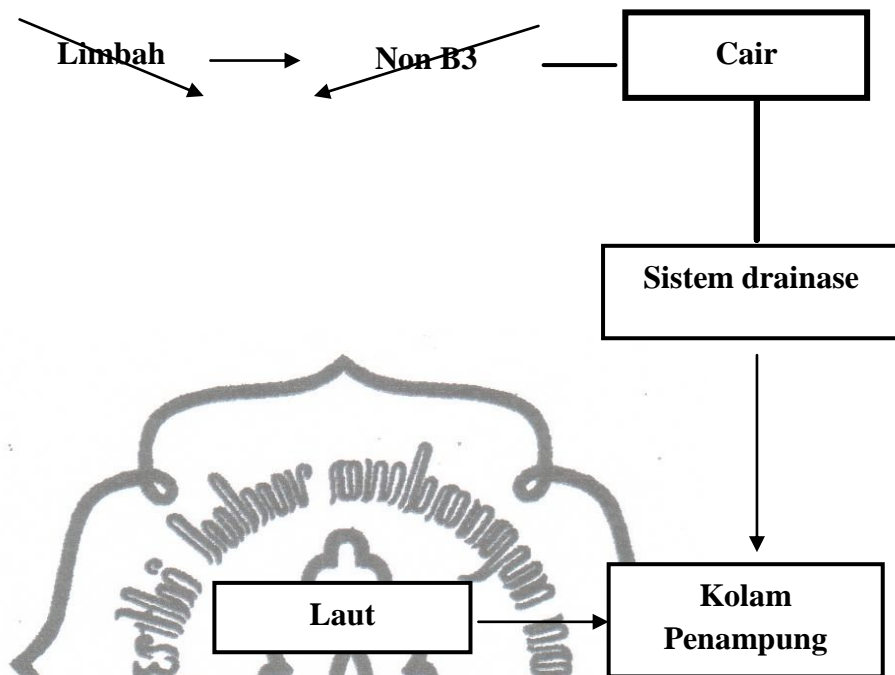 Limbah
Non B3
Cair
Sistem drainase
Laut
Kolam
Penampung